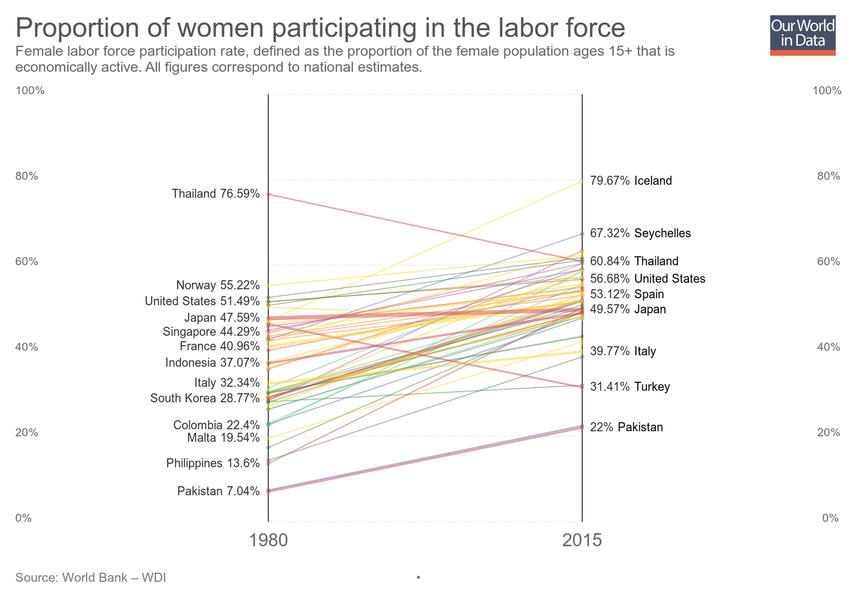 Proportion of women participating in the labor force
Our World
in Data
Female labor force participation rate, defined as the proportion of the female population ages 15+ that is
economically active. All figures correspond to national estimates.
100%
100%
80%
79.67% Iceland
80%
Thailand 76.59%
67.32% Seychelles
60%
60.84% Thailand
60%
Norway 55.22%
56.68% United States
United States 51.49%
53.12% Spain
Japan 47.59%
49.57% Japan
Singapore 44.29%
40%
France 40.96%
40%
39.77% Italy
Indonesia 37.07%
Italy 32.34%
31.41% Turkey
South Korea 28.77%
Colombia 22.4%
22% Pakistan
20%
Malta 19.54%
20%
Philippines 13.6%
Pakistan 7.04%
0%
0%
1980
2015
Source: World Bank – WDI